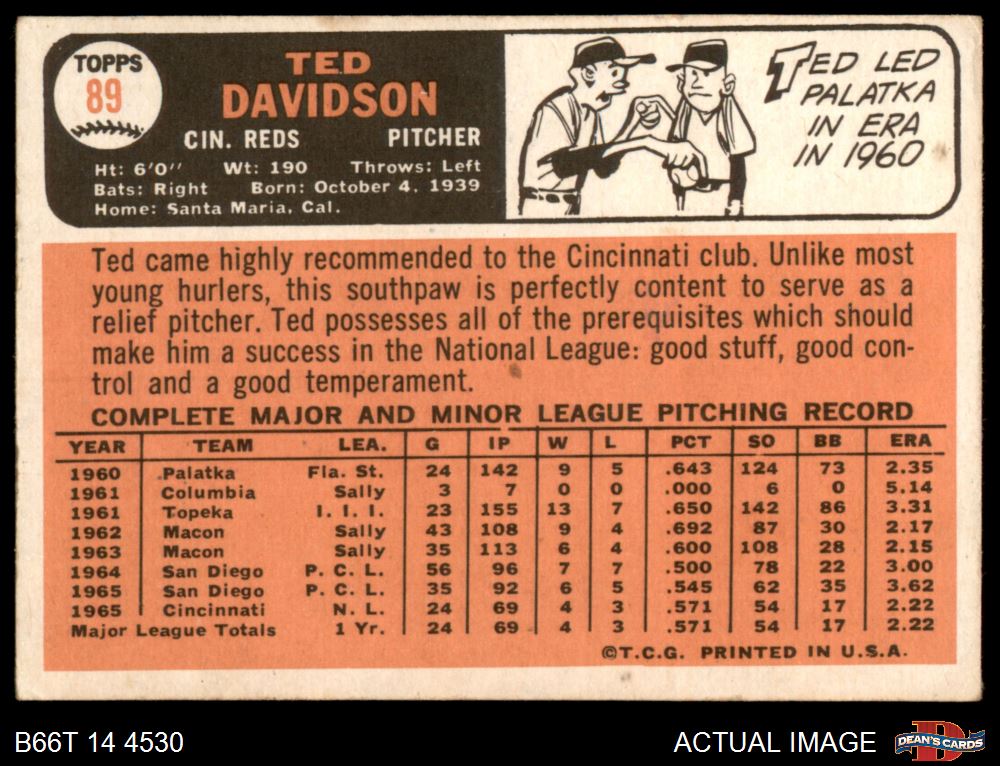 TOPPS
89
TED
DAVIDSON
CIN. REDS PITCHER
Ht: 6'0" Wt: 190 Throws: Left
Bats: Right Born: October 4, 1939
Home: Santa Maria, Cal.
TED LED
PALATKA
IN ERA
IN 1960
Ted came highly recommended to the Cincinnati club. Unlike most
young hurlers, this southpaw is perfectly content to serve as a
relief pitcher. Ted possesses all of the prerequisites which should
make him a success in the National League: good stuff, good con-
trol and a good temperament.
COMPLETE MAJOR AND MINOR LEAGUE PITCHING RECORD
YEAR TEAM LEA. G IP W L PCT SO BB ERA
1960 Palatka Fla. St. 24 142 9 5 .643 124 73 2.35
1961 Columbia Sally 3 7 0 0 .000 6 0 5.14
1961 Topeka I. I. I. 23 155 13 7 .650 142 86 3.31
1962 Macon Sally 43 108 9 4 .692 87 30 2.17
1963 Macon Sally 35 113 6 4 .600 108 28 2.15
1964 San Diego P. C. L. 56 96 7 7 .500 78 22 3.00
1965 San Diego P. C. L. 35 92 6 5 .545 62 35 3.62
1965 Cincinnati N. L. 24 69 4 3 .571 54 17 2.22
Major League Totals 1 Yr. 24 69 4 3 .571 54 17 2.22
©T.C.G. PRINTED IN U.S.A.
B66T 14 4530 ACTUAL IMAGE
DEAN'S CARDS